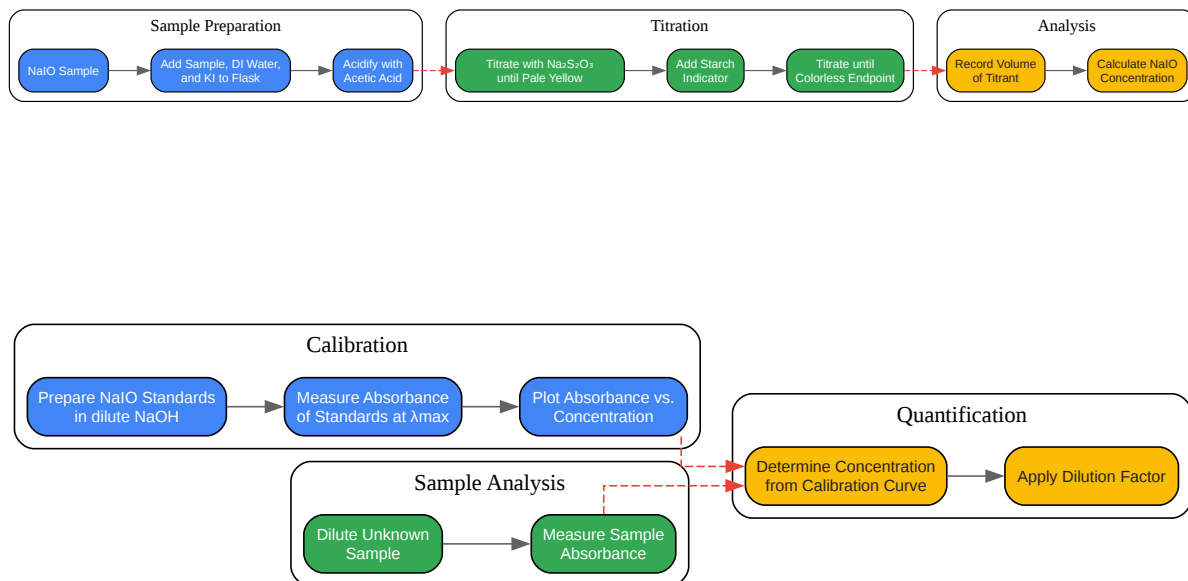 Sample Preparation
NaIO Sample
Add Sample, DI Water,
and KI to Flask
Acidify with
Acetic Acid
Titration
Titrate with Na₂S₂O₃
until Pale Yellow
Add Starch
Indicator
Titrate until
Colorless Endpoint
Analysis
Record Volume
of Titrant
Calculate NaIO
Concentration
Calibration
Prepare NaIO Standards
in dilute NaOH
Measure Absorbance
of Standards at λmax
Plot Absorbance vs.
Concentration
Sample Analysis
Dilute Unknown
Sample
Measure Sample
Absorbance
Quantification
Determine Concentration
from Calibration Curve
Apply Dilution Factor